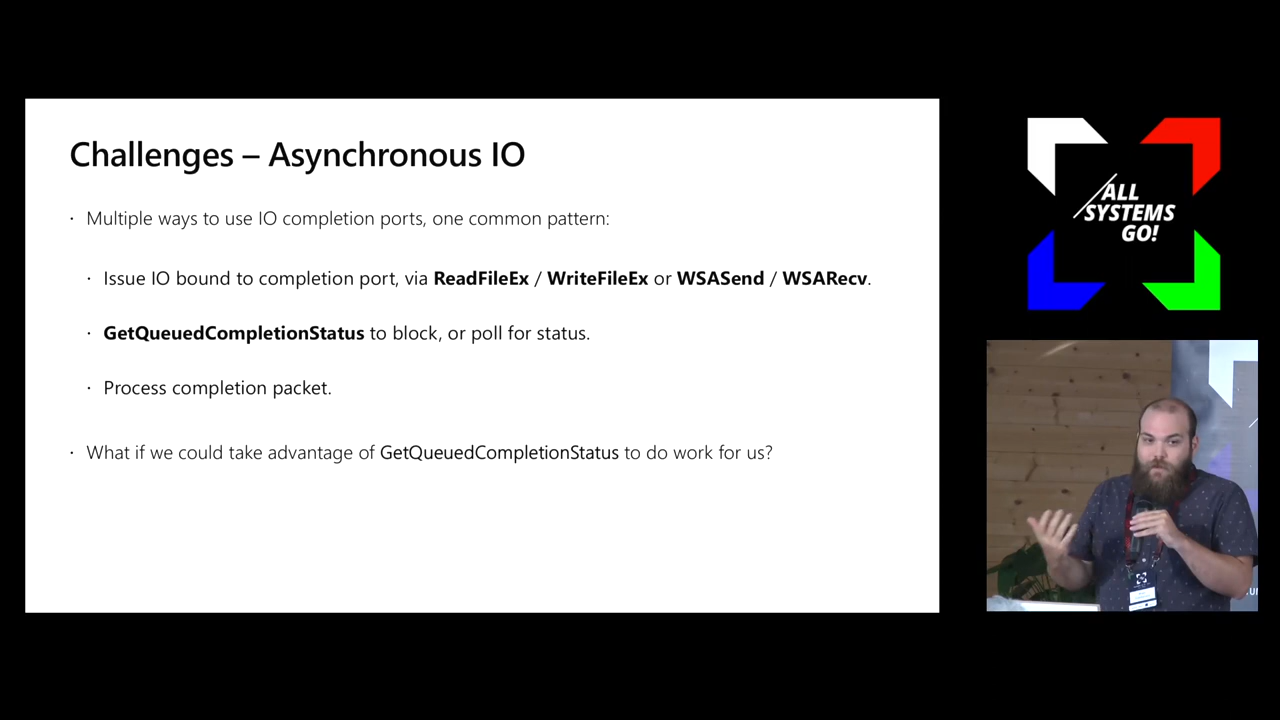 Challenges – Asynchronous IO
· Multiple ways to use IO completion ports, one common pattern:
· Issue IO bound to completion port, via ReadFileEx / WriteFileEx or WSASend / WSARecv.
· GetQueuedCompletionStatus to block, or poll for status.
· Process completion packet.
· What if we could take advantage of GetQueuedCompletionStatus to do work for us?
/ALL
SYSTEMS
GO!